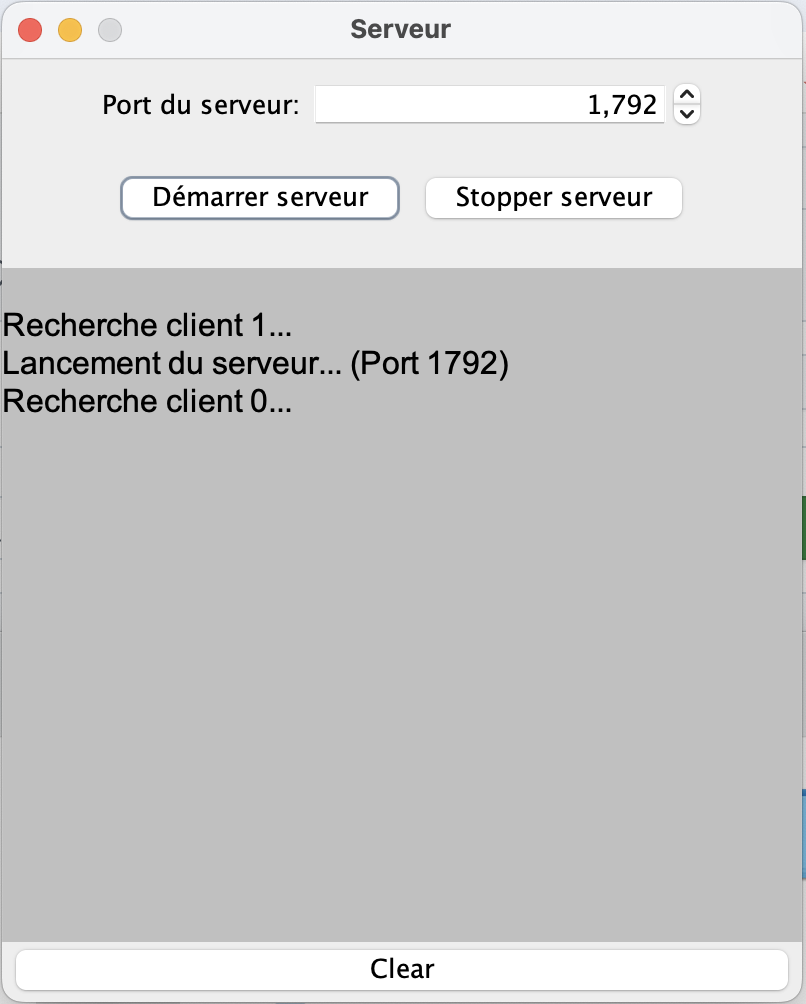 Serveur
Port du serveur: 1,792
Démarrer serveur Stopper serveur
Recherche client 1...
Lancement du serveur... (Port 1792)
Recherche client 0...
Clear